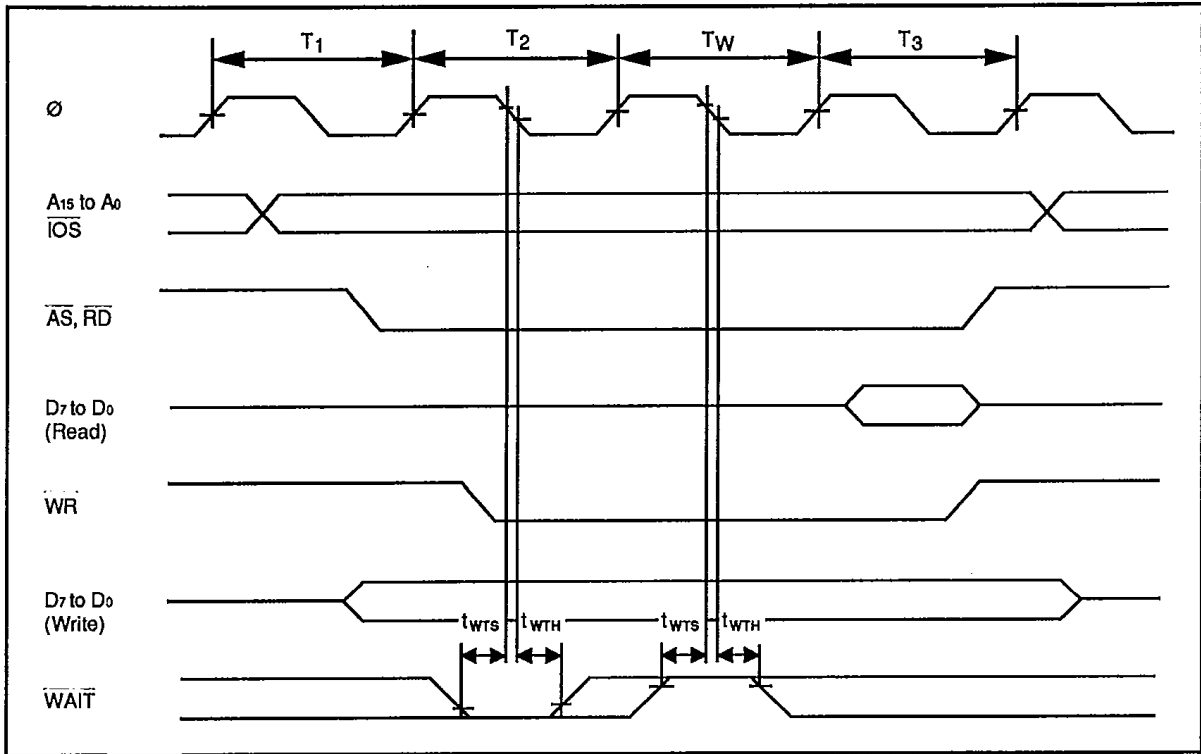 T1 T2 TW T3
Ø
A15 to A0
IOS
AS, RD
D7 to D0
(Read)
WR
D7 to D0
(Write)
tWTS tWTH tWTS tWTH
WAIT